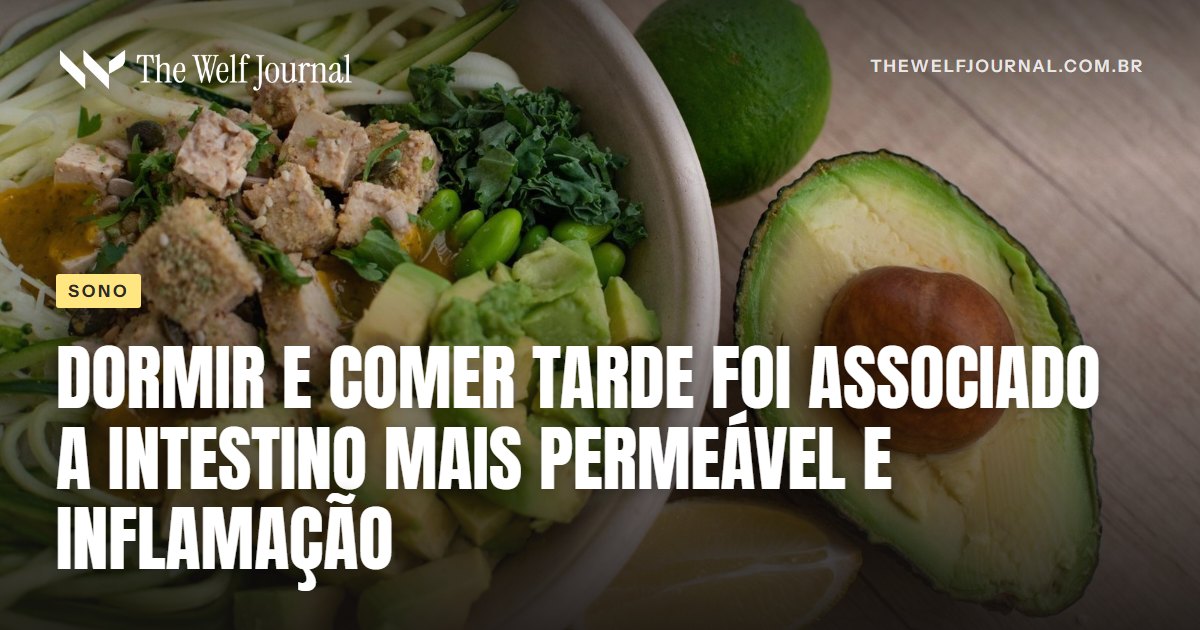 The Welf Journal
THEWELFJOURNAL.COM.BR
SONO
DORMIR E COMER TARDE FOI ASSOCIADO
A INTESTINO MAIS PERMEÁVEL E
INFLAMAÇÃO